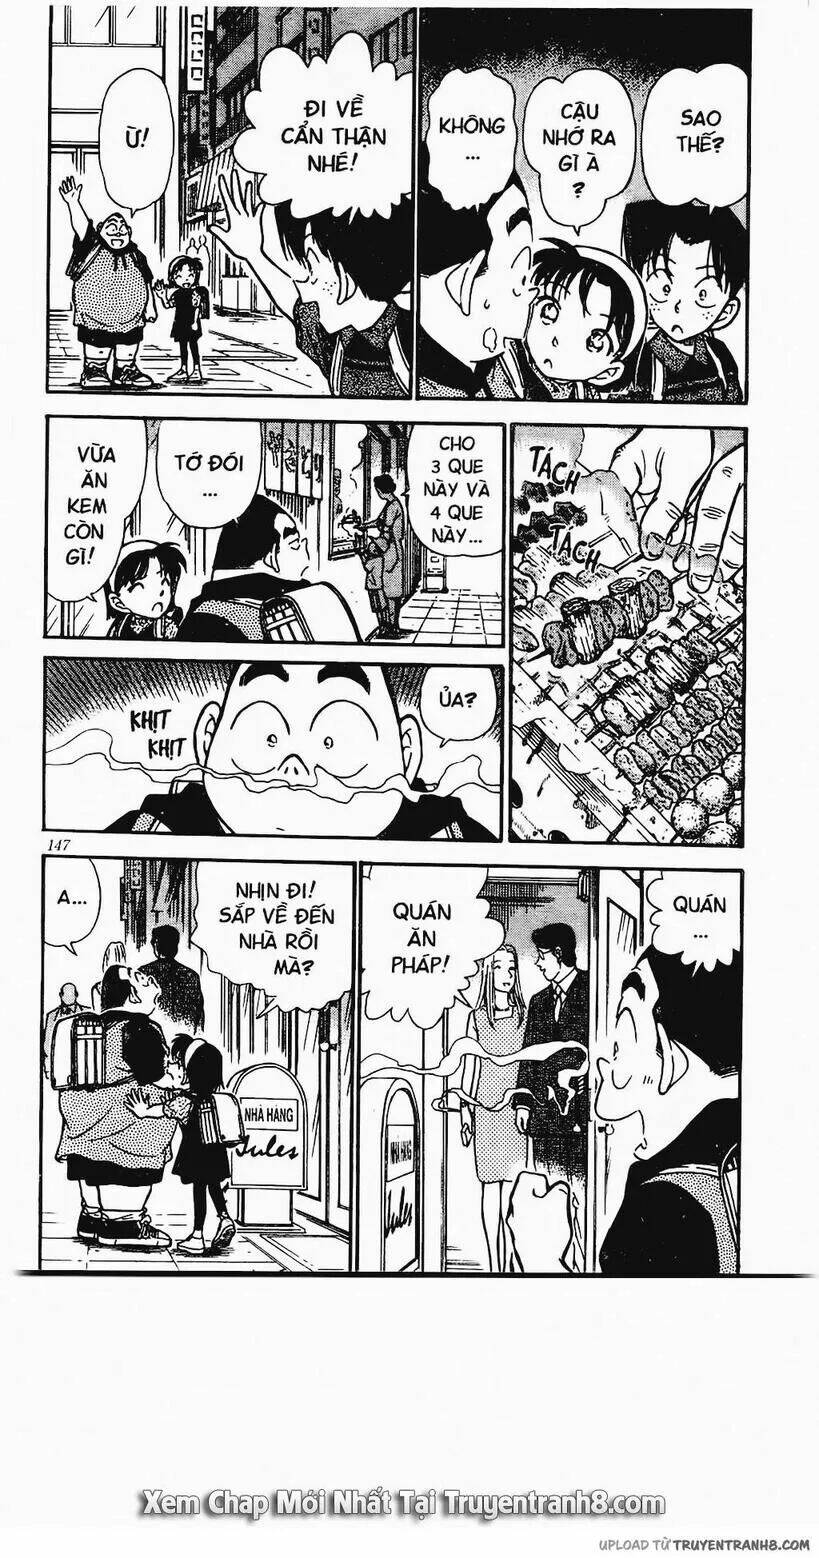 SAO
THẾ?
CẬU
NHỚ RA
GÌ À
?
KHÔNG
...
ĐI VỀ
CẨN THẬN
NHÉ!
Ừ!
TÁCH
TÁCH
CHO
3 QUE
NÀY VÀ
4 QUE
NÀY...
TỚ ĐÓI
...
VỪA
ĂN
KEM
CÒN
GÌ!
ỦA?
KHỊT
KHỊT
147
QUÁN
...
QUÁN
ĂN
PHÁP!
NHÀ HÀNG
Jules
NHỊN ĐI!
SẮP VỀ ĐẾN
NHÀ RỒI
MÀ?
A...
NHÀ HÀNG
Jules
Xem Chap Mới Nhất Tại Truyentranh8.com
UPLOAD TỪ TRUYENTRANH8.COM